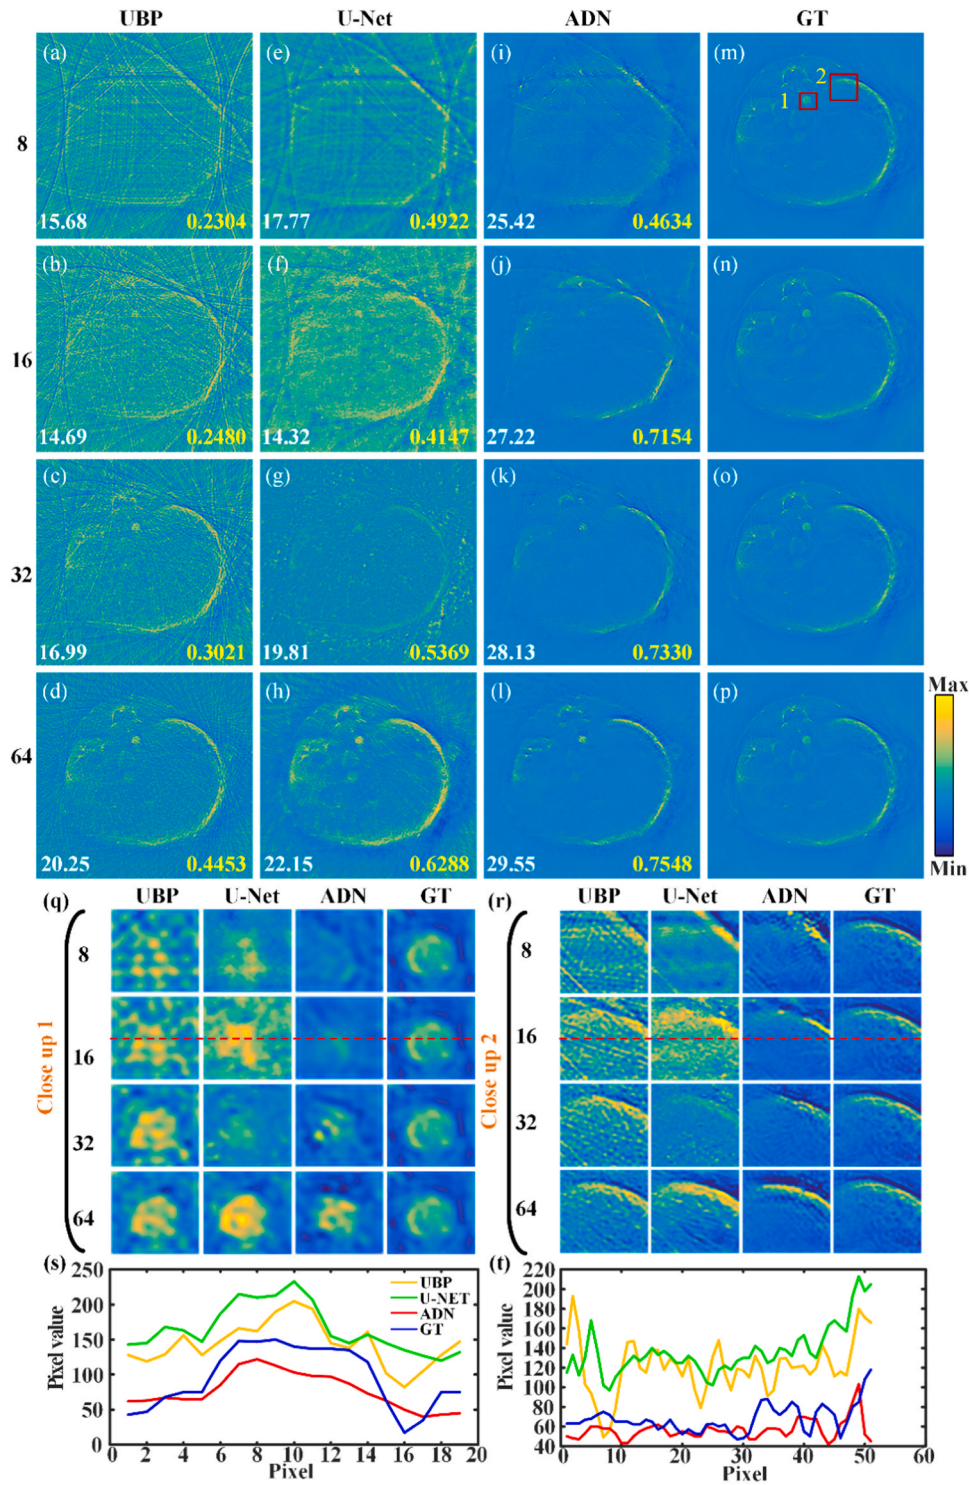 UBP U-Net ADN GT
(a) (e) (i) (m)
1 2
8
15.68 0.2304 17.77 0.4922 25.42 0.4634
(b) (f) (j) (n)
16
14.69 0.2480 14.32 0.4147 27.22 0.7154
(c) (g) (k) (o)
32
16.99 0.3021 19.81 0.5369 28.13 0.7330
(d) (h) (l) (p)
64
20.25 0.4453 22.15 0.6288 29.55 0.7548
Max
Min
(q) UBP U-Net ADN GT
Close up 1
8
16
32
64
(r) UBP U-Net ADN GT
Close up 2
8
16
32
64
(s)
Pixel value
250
200
150
100
50
0
UBP
U-NET
ADN
GT
0 2 4 6 8 10 12 14 16 18 20
Pixel
(t)
Pixel value
220
200
180
160
140
120
100
80
60
40
0 10 20 30 40 50 60
Pixel